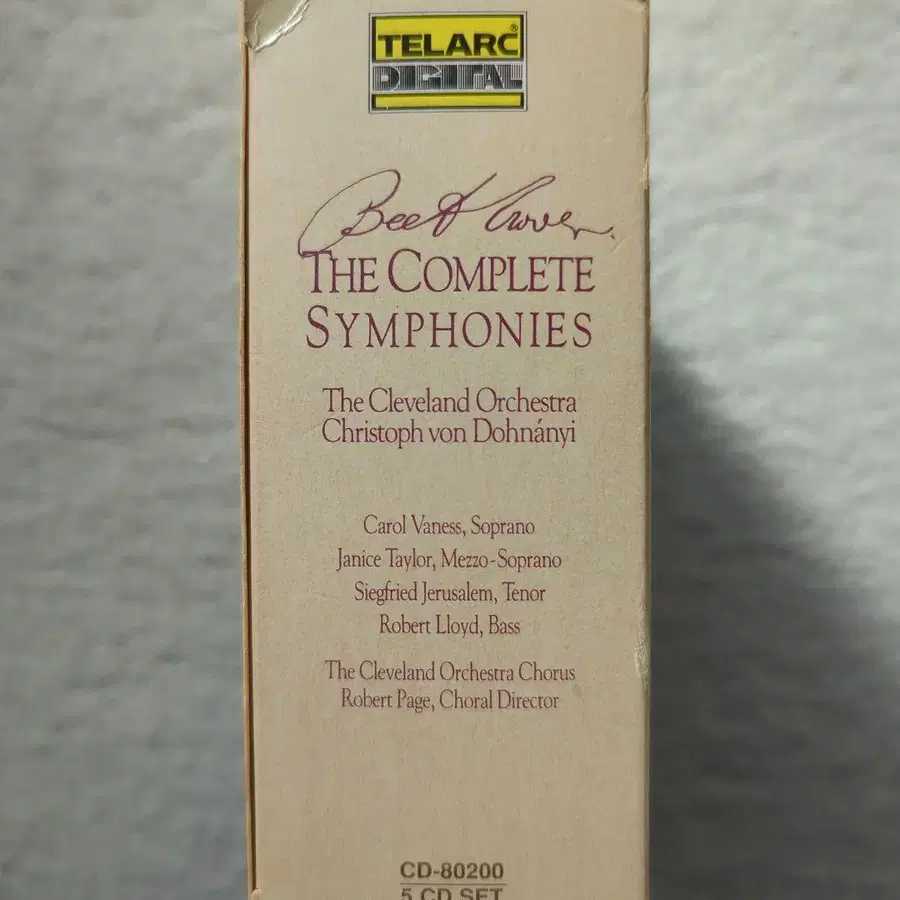 TELARC®
DIGITAL
Beethoven
THE COMPLETE
SYMPHONIES
The Cleveland Orchestra
Christoph von Dohnányi
Carol Vaness, Soprano
Janice Taylor, Mezzo-Soprano
Siegfried Jerusalem, Tenor
Robert Lloyd, Bass
The Cleveland Orchestra Chorus
Robert Page, Choral Director
CD-80200
5 CD SET